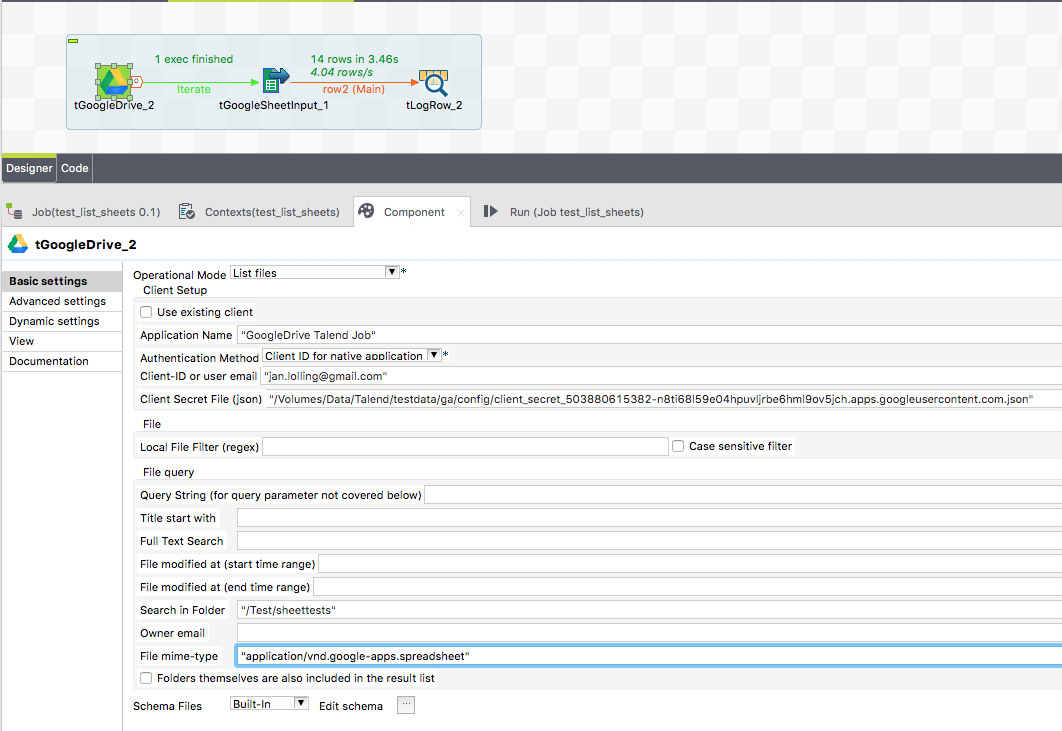 1 exec finished
14 rows in 3.46s
4.04 rows/s
Iterate
row2 (Main)
tGoogleDrive_2
tGoogleSheetInput_1
tLogRow_2
Designer
Code
Job(test_list_sheets 0.1)
Contexts(test_list_sheets)
Component
Run (Job test_list_sheets)
tGoogleDrive_2
Basic settings
Advanced settings
Dynamic settings
View
Documentation
Operational Mode List files *
Client Setup
Use existing client
Application Name "GoogleDrive Talend Job"
Authentication Method Client ID for native application *
Client-ID or user email "jan.lolling@gmail.com"
Client Secret File (json) "/Volumes/Data/Talend/testdata/ga/config/client_secret_503880615382-n8ti68l59e04hpuvljrbe6hml9ov5jch.apps.googleusercontent.com.json"
File
Local File Filter (regex) Case sensitive filter
File query
Query String (for query parameter not covered below)
Title start with
Full Text Search
File modified at (start time range)
File modified at (end time range)
Search in Folder "/Test/sheettests"
Owner email
File mime-type "application/vnd.google-apps.spreadsheet"
Folders themselves are also included in the result list
Schema Files Built-In Edit schema ...